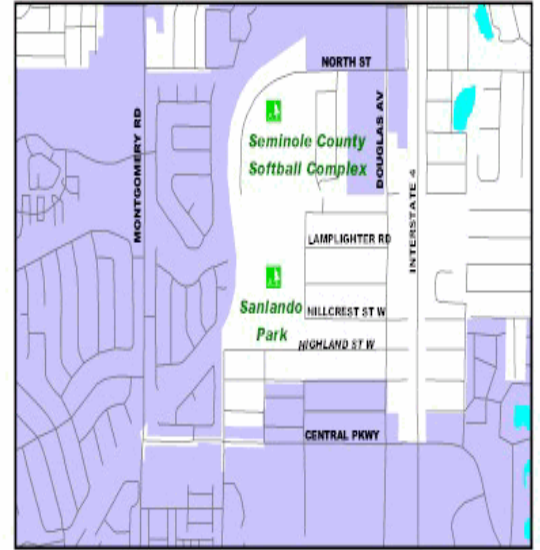 NORTH ST
MONTGOMERY RD
DOUGLAS AV
Seminole County
Softball Complex
INTERSTATE 4
LAMPLIGHTER RD
Sanlando
Park
HILLCREST ST W
HIGHLAND ST W
CENTRAL PKWY